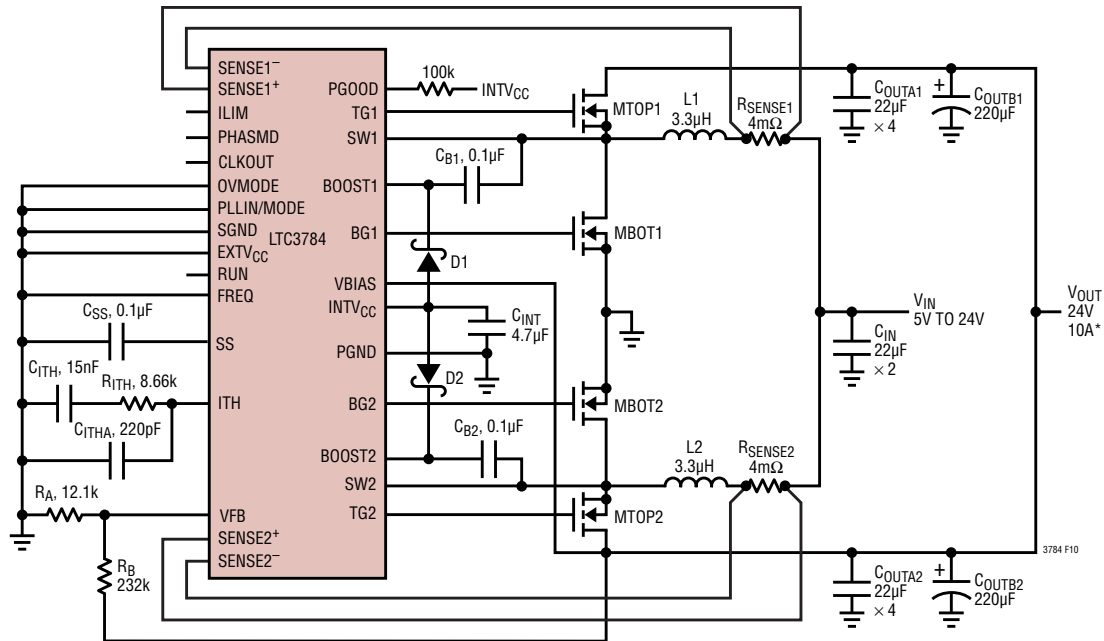 SENSE1–
SENSE1+
ILIM
PHASMD
CLKOUT
OVMODE
PLLIN/MODE
SGND
EXTVCC
RUN
FREQ
SS
ITH
VFB
SENSE2+
SENSE2–
LTC3784
PGOOD
TG1
SW1
BOOST1
BG1
VBIAS
INTVCC
PGND
BG2
BOOST2
SW2
TG2
100k
INTVCC
CB1, 0.1µF
D1
CINT
4.7µF
D2
CB2, 0.1µF
MTOP1
MBOT1
MBOT2
MTOP2
L1
3.3µH
RSENSE1
4mΩ
L2
3.3µH
RSENSE2
4mΩ
COUTA1
22µF
× 4
+
COUTB1
220µF
VIN
5V TO 24V
CIN
22µF
× 2
VOUT
24V
10A*
COUTA2
22µF
× 4
+
COUTB2
220µF
CSS, 0.1µF
CITH, 15nF
RITH, 8.66k
CITHA, 220pF
RA, 12.1k
RB
232k
3784 F10